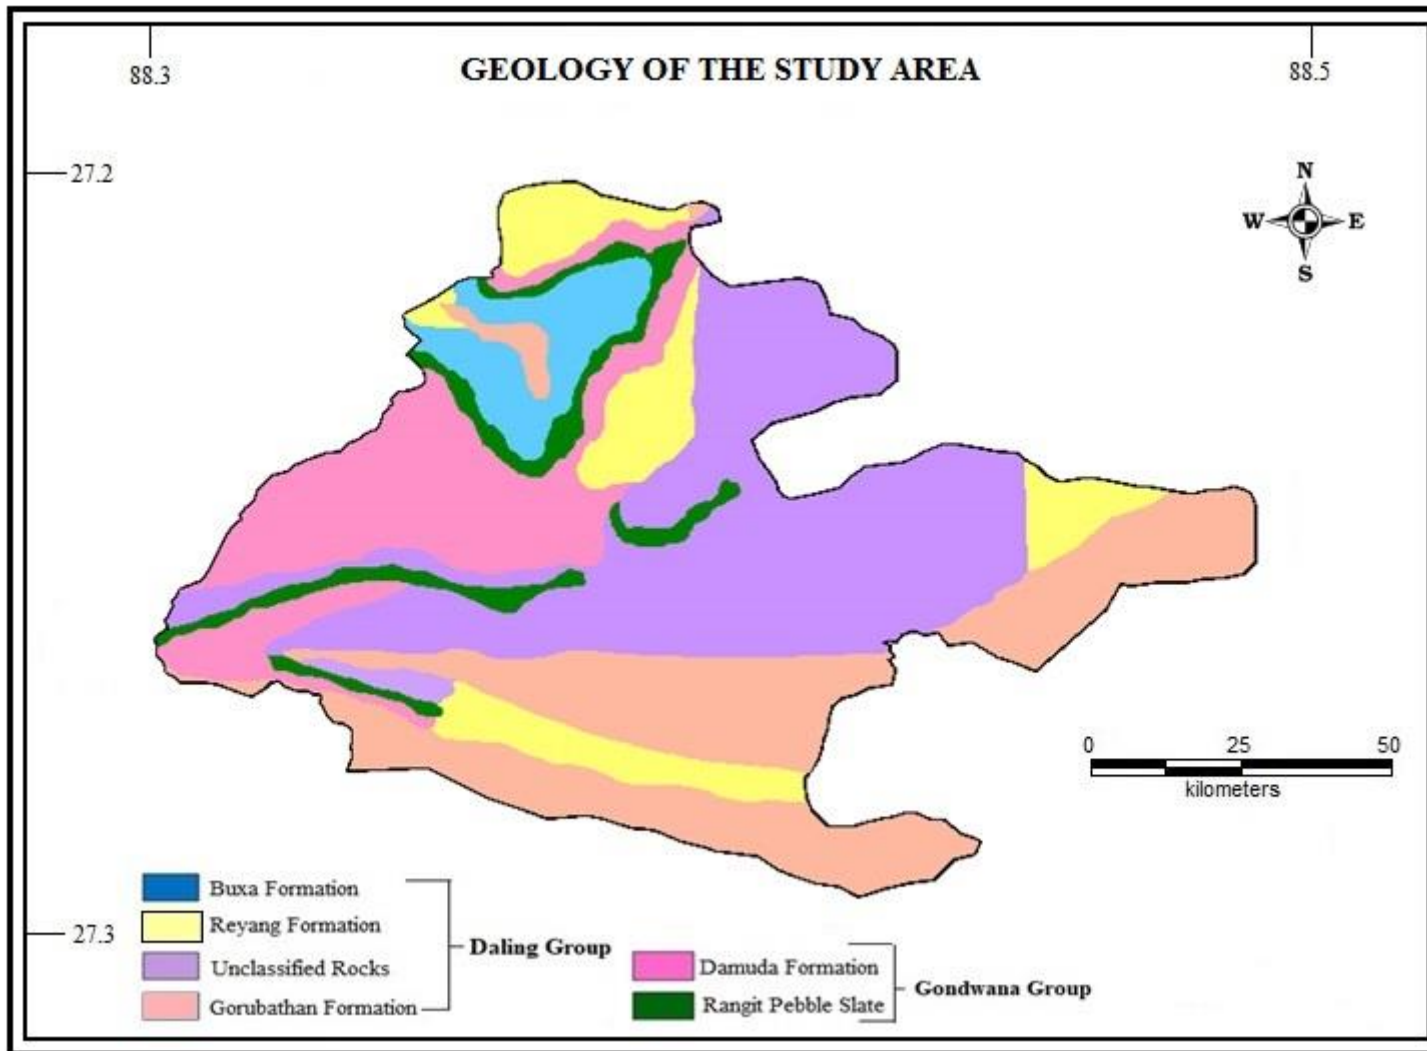 88.3
GEOLOGY OF THE STUDY AREA
88.5
27.2
N
W E
S
0 25 50
kilometers
Buxa Formation
Reyang Formation
Daling Group
Unclassified Rocks
Gorubathan Formation
Damuda Formation
Gondwana Group
Rangit Pebble Slate
27.3